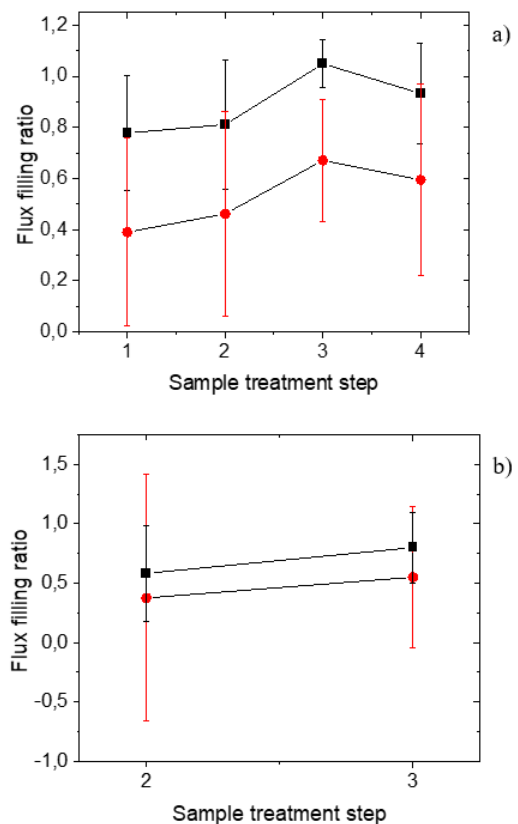 a)
1,2
1,0
0,8
0,6
0,4
0,2
0,0
Flux filling ratio
1 2 3 4
Sample treatment step
b)
1,5
1,0
0,5
0,0
-0,5
-1,0
Flux filling ratio
2 3
Sample treatment step